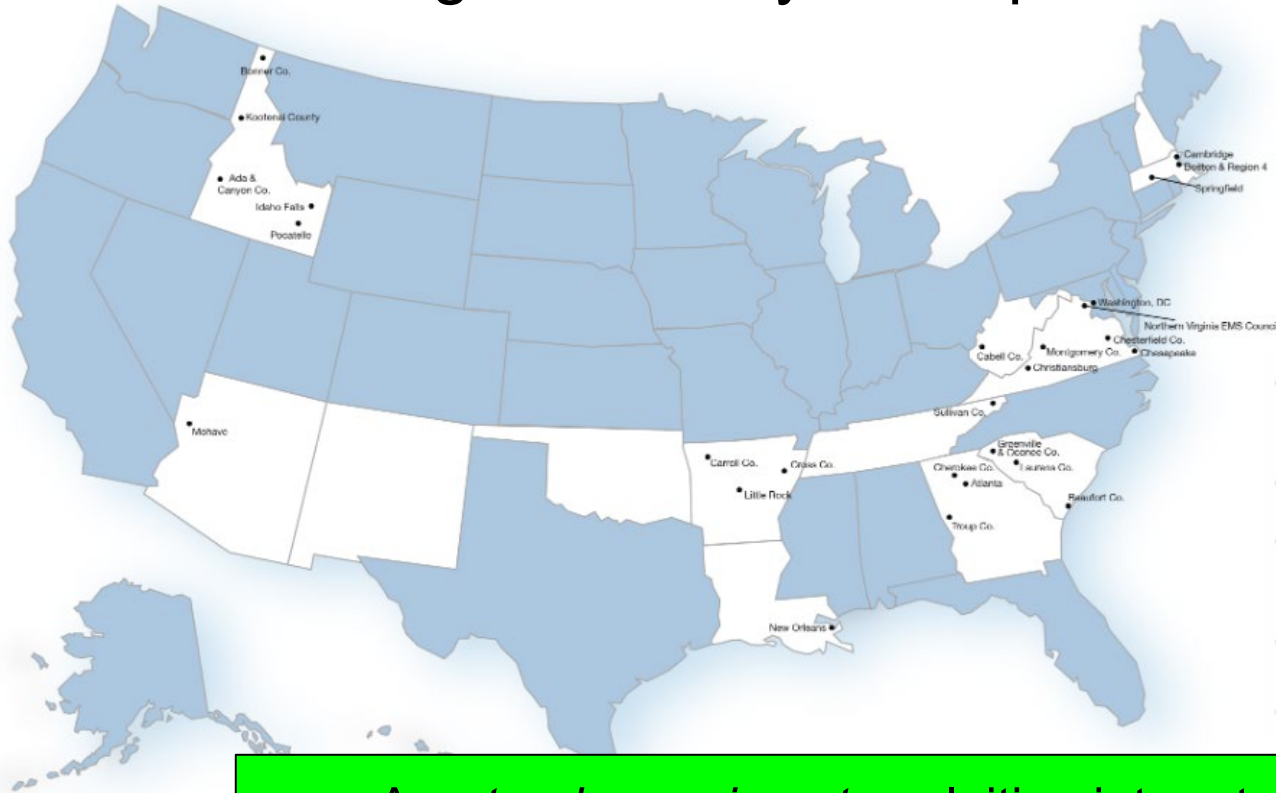 Bonner Co.
Kootenai County
Ada &
Canyon Co.
Idaho Falls
Pocatello
Cambridge
Boston & Region 4
Springfield
Washington, DC
Northern Virginia EMS Counci
Chesterfield Co.
Chesapeake
Cabell Co.
Montgomery Co.
Christiansburg
Sullivan Co.
Mohave
Carroll Co.
Cross Co.
Little Rock
Greenville
& Oconee Co.
Laurens Co.
Cherokee Co.
Atlanta
Beaufort Co.
Troup Co.
New Orleans